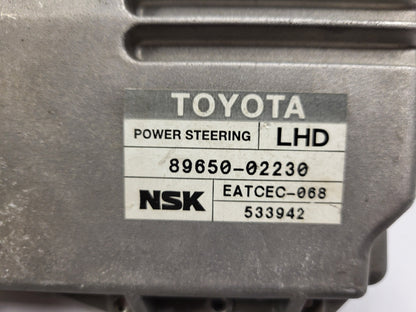 TOYOTA
POWER STEERING LHD
89650-02230
NSK EATCEC-068
533942